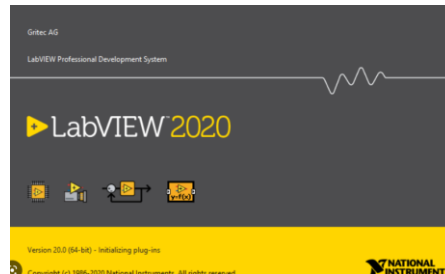 Gritec AG
LabVIEW Professional Development System
LabVIEW™ 2020
y=f(x)
Version 20.0 (64-bit) - Initializing plug-ins
NATIONAL
INSTRUMENT
Copyright (c) 1986-2020 National Instruments. All rights reserved.